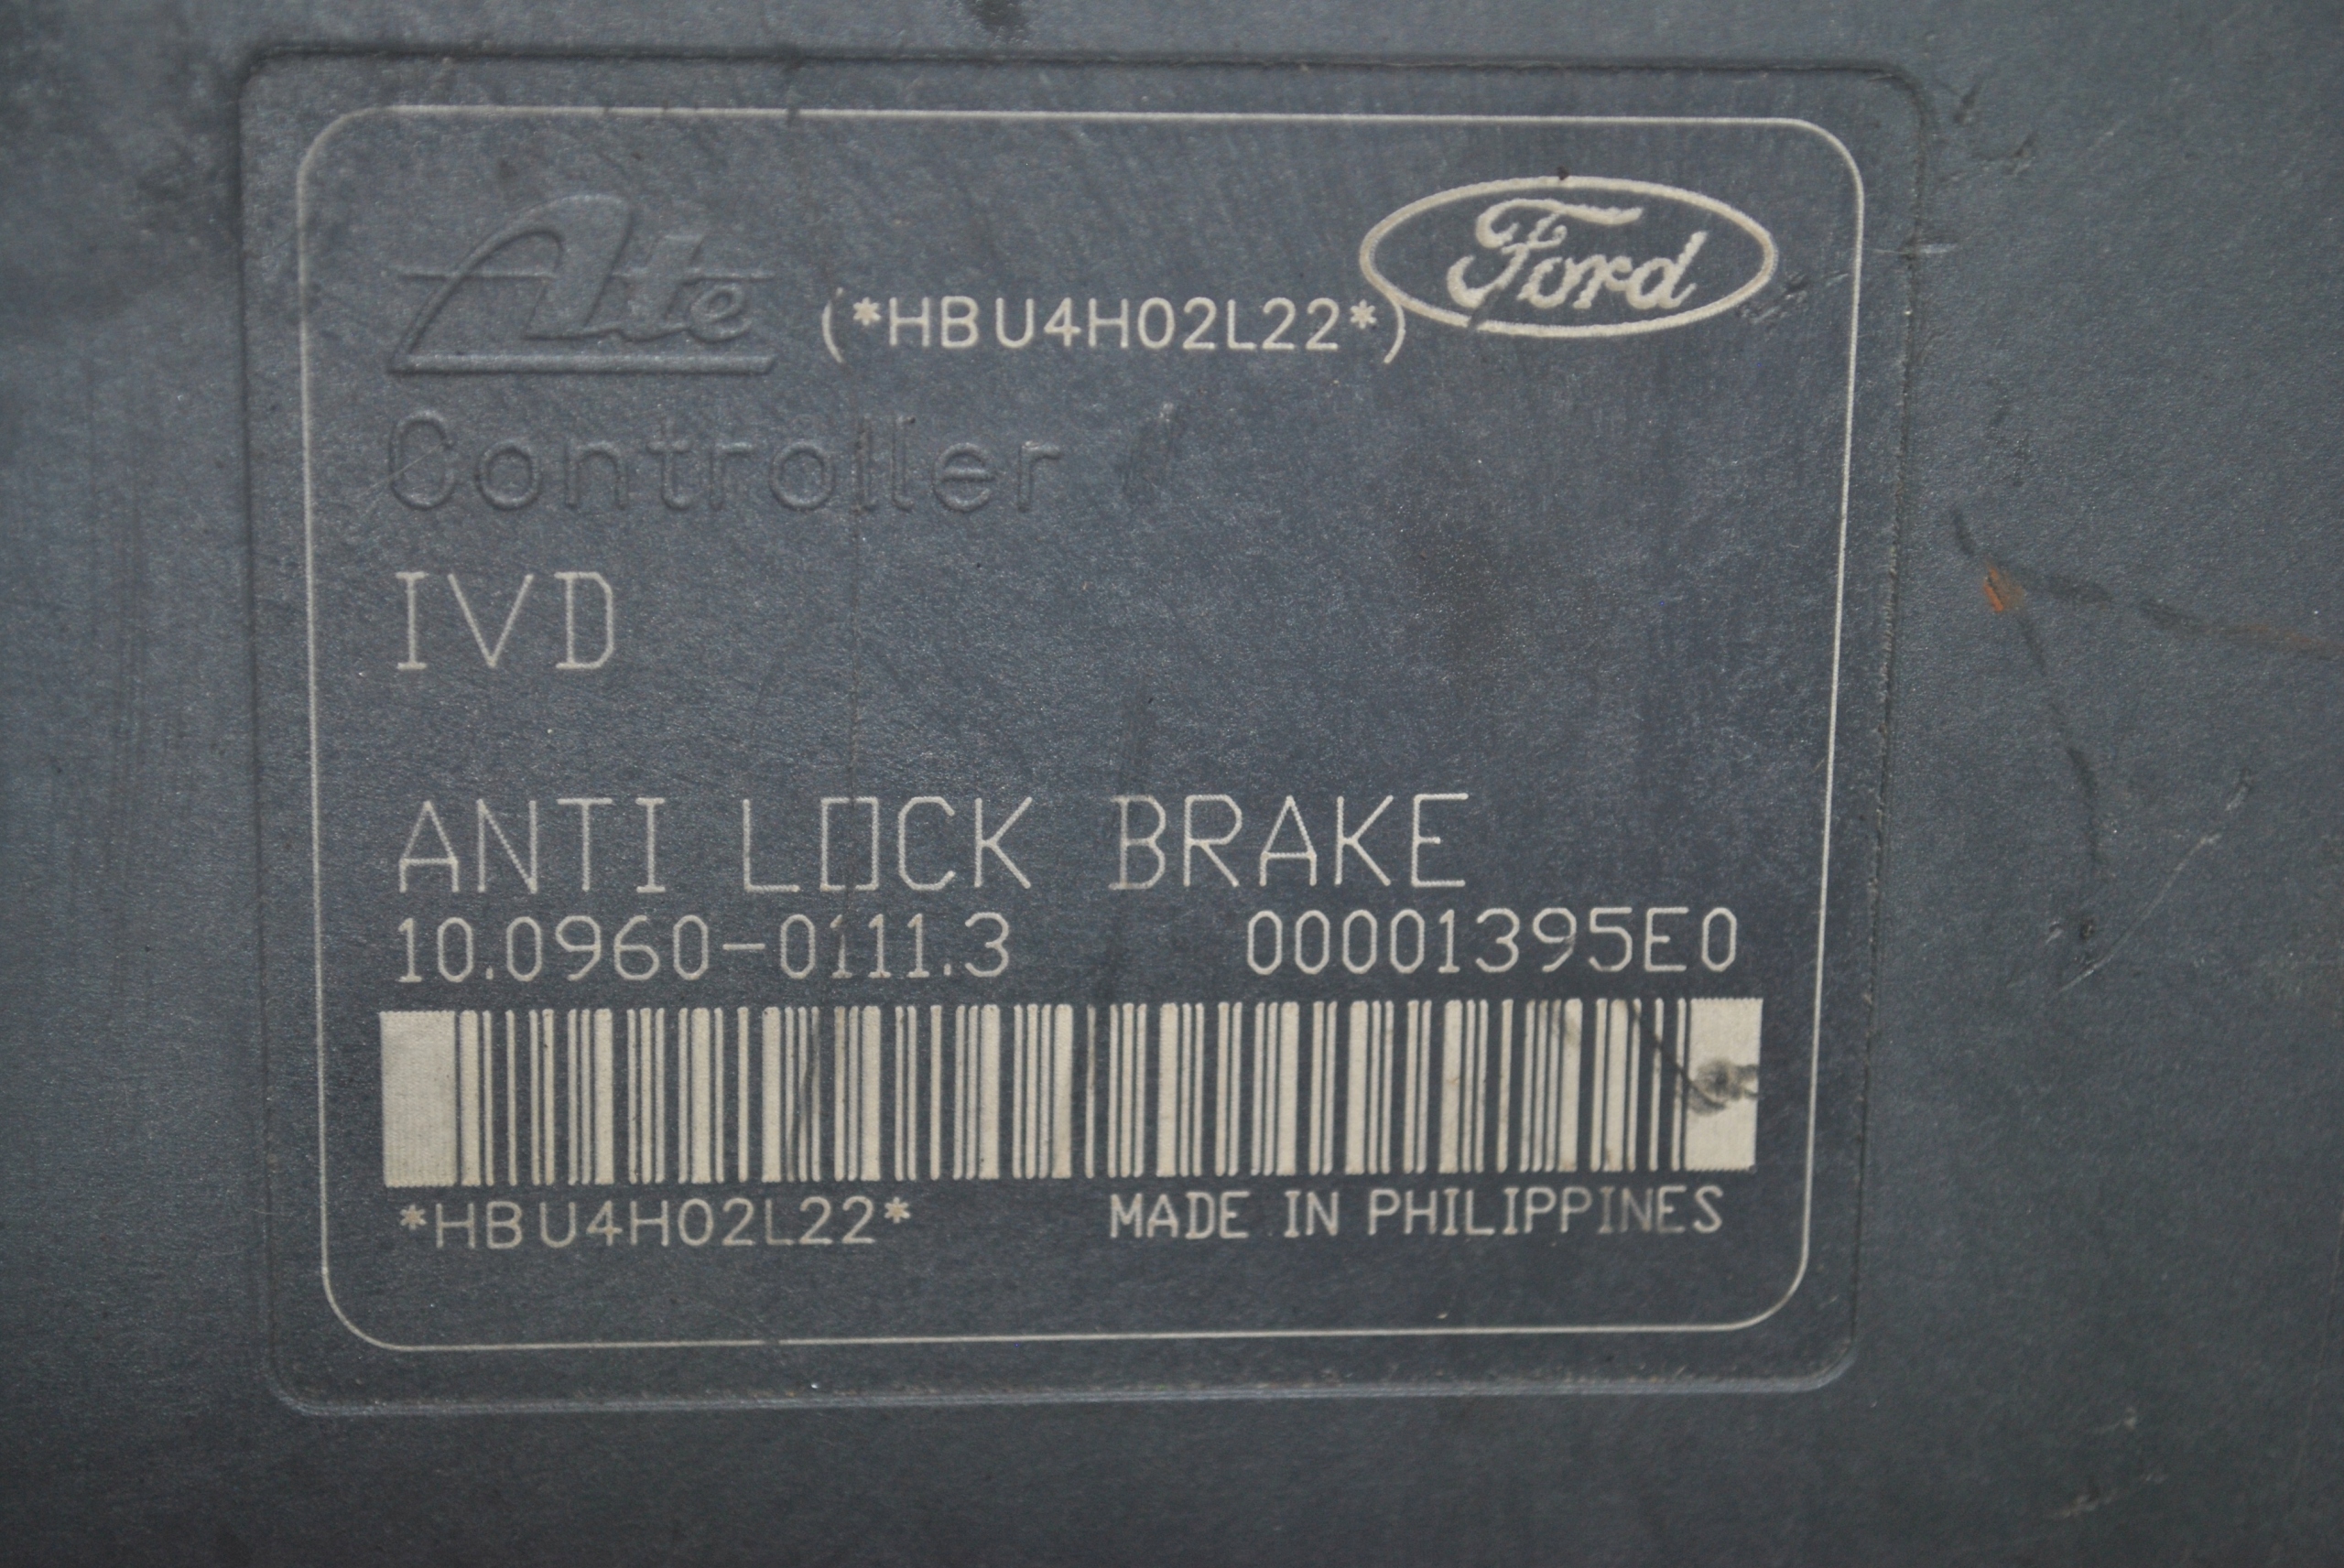 Ate (*HBU4H02L22*) Ford
Controller
IVD
ANTI LOCK BRAKE
10.0960-0111.3 00001395E0
*HBU4H02L22* MADE IN PHILIPPINES